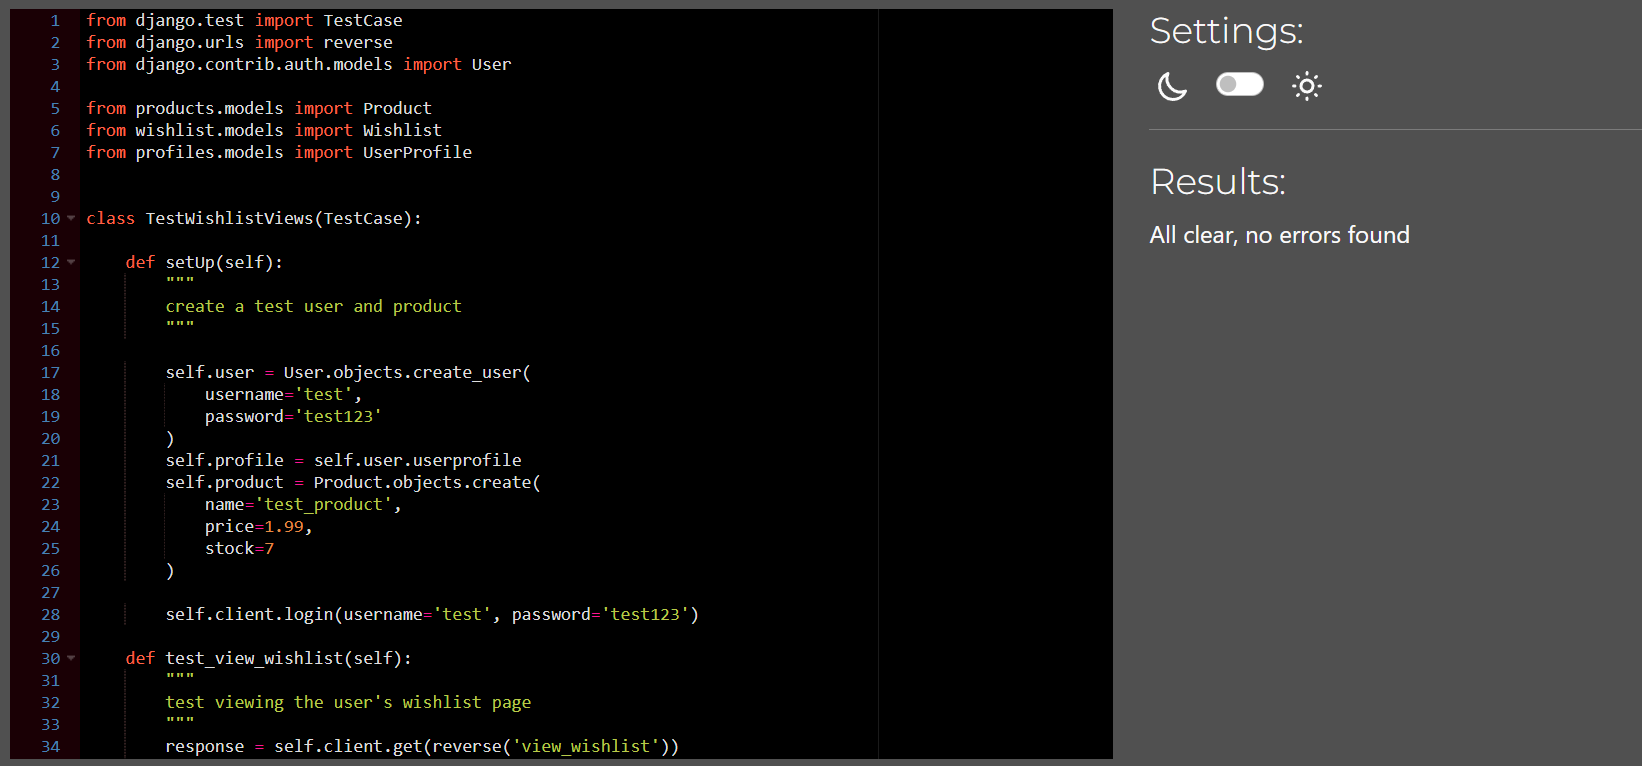 1 from django.test import TestCase
2 from django.urls import reverse
3 from django.contrib.auth.models import User
4
5 from products.models import Product
6 from wishlist.models import Wishlist
7 from profiles.models import UserProfile
8
9
10 class TestWishlistViews(TestCase):
11
12     def setUp(self):
13         """
14         create a test user and product
15         """
16
17         self.user = User.objects.create_user(
18             username='test',
19             password='test123'
20         )
21         self.profile = self.user.userprofile
22         self.product = Product.objects.create(
23             name='test_product',
24             price=1.99,
25             stock=7
26         )
27
28         self.client.login(username='test', password='test123')
29
30     def test_view_wishlist(self):
31         """
32         test viewing the user's wishlist page
33         """
34         response = self.client.get(reverse('view_wishlist'))
Settings:
Results:
All clear, no errors found